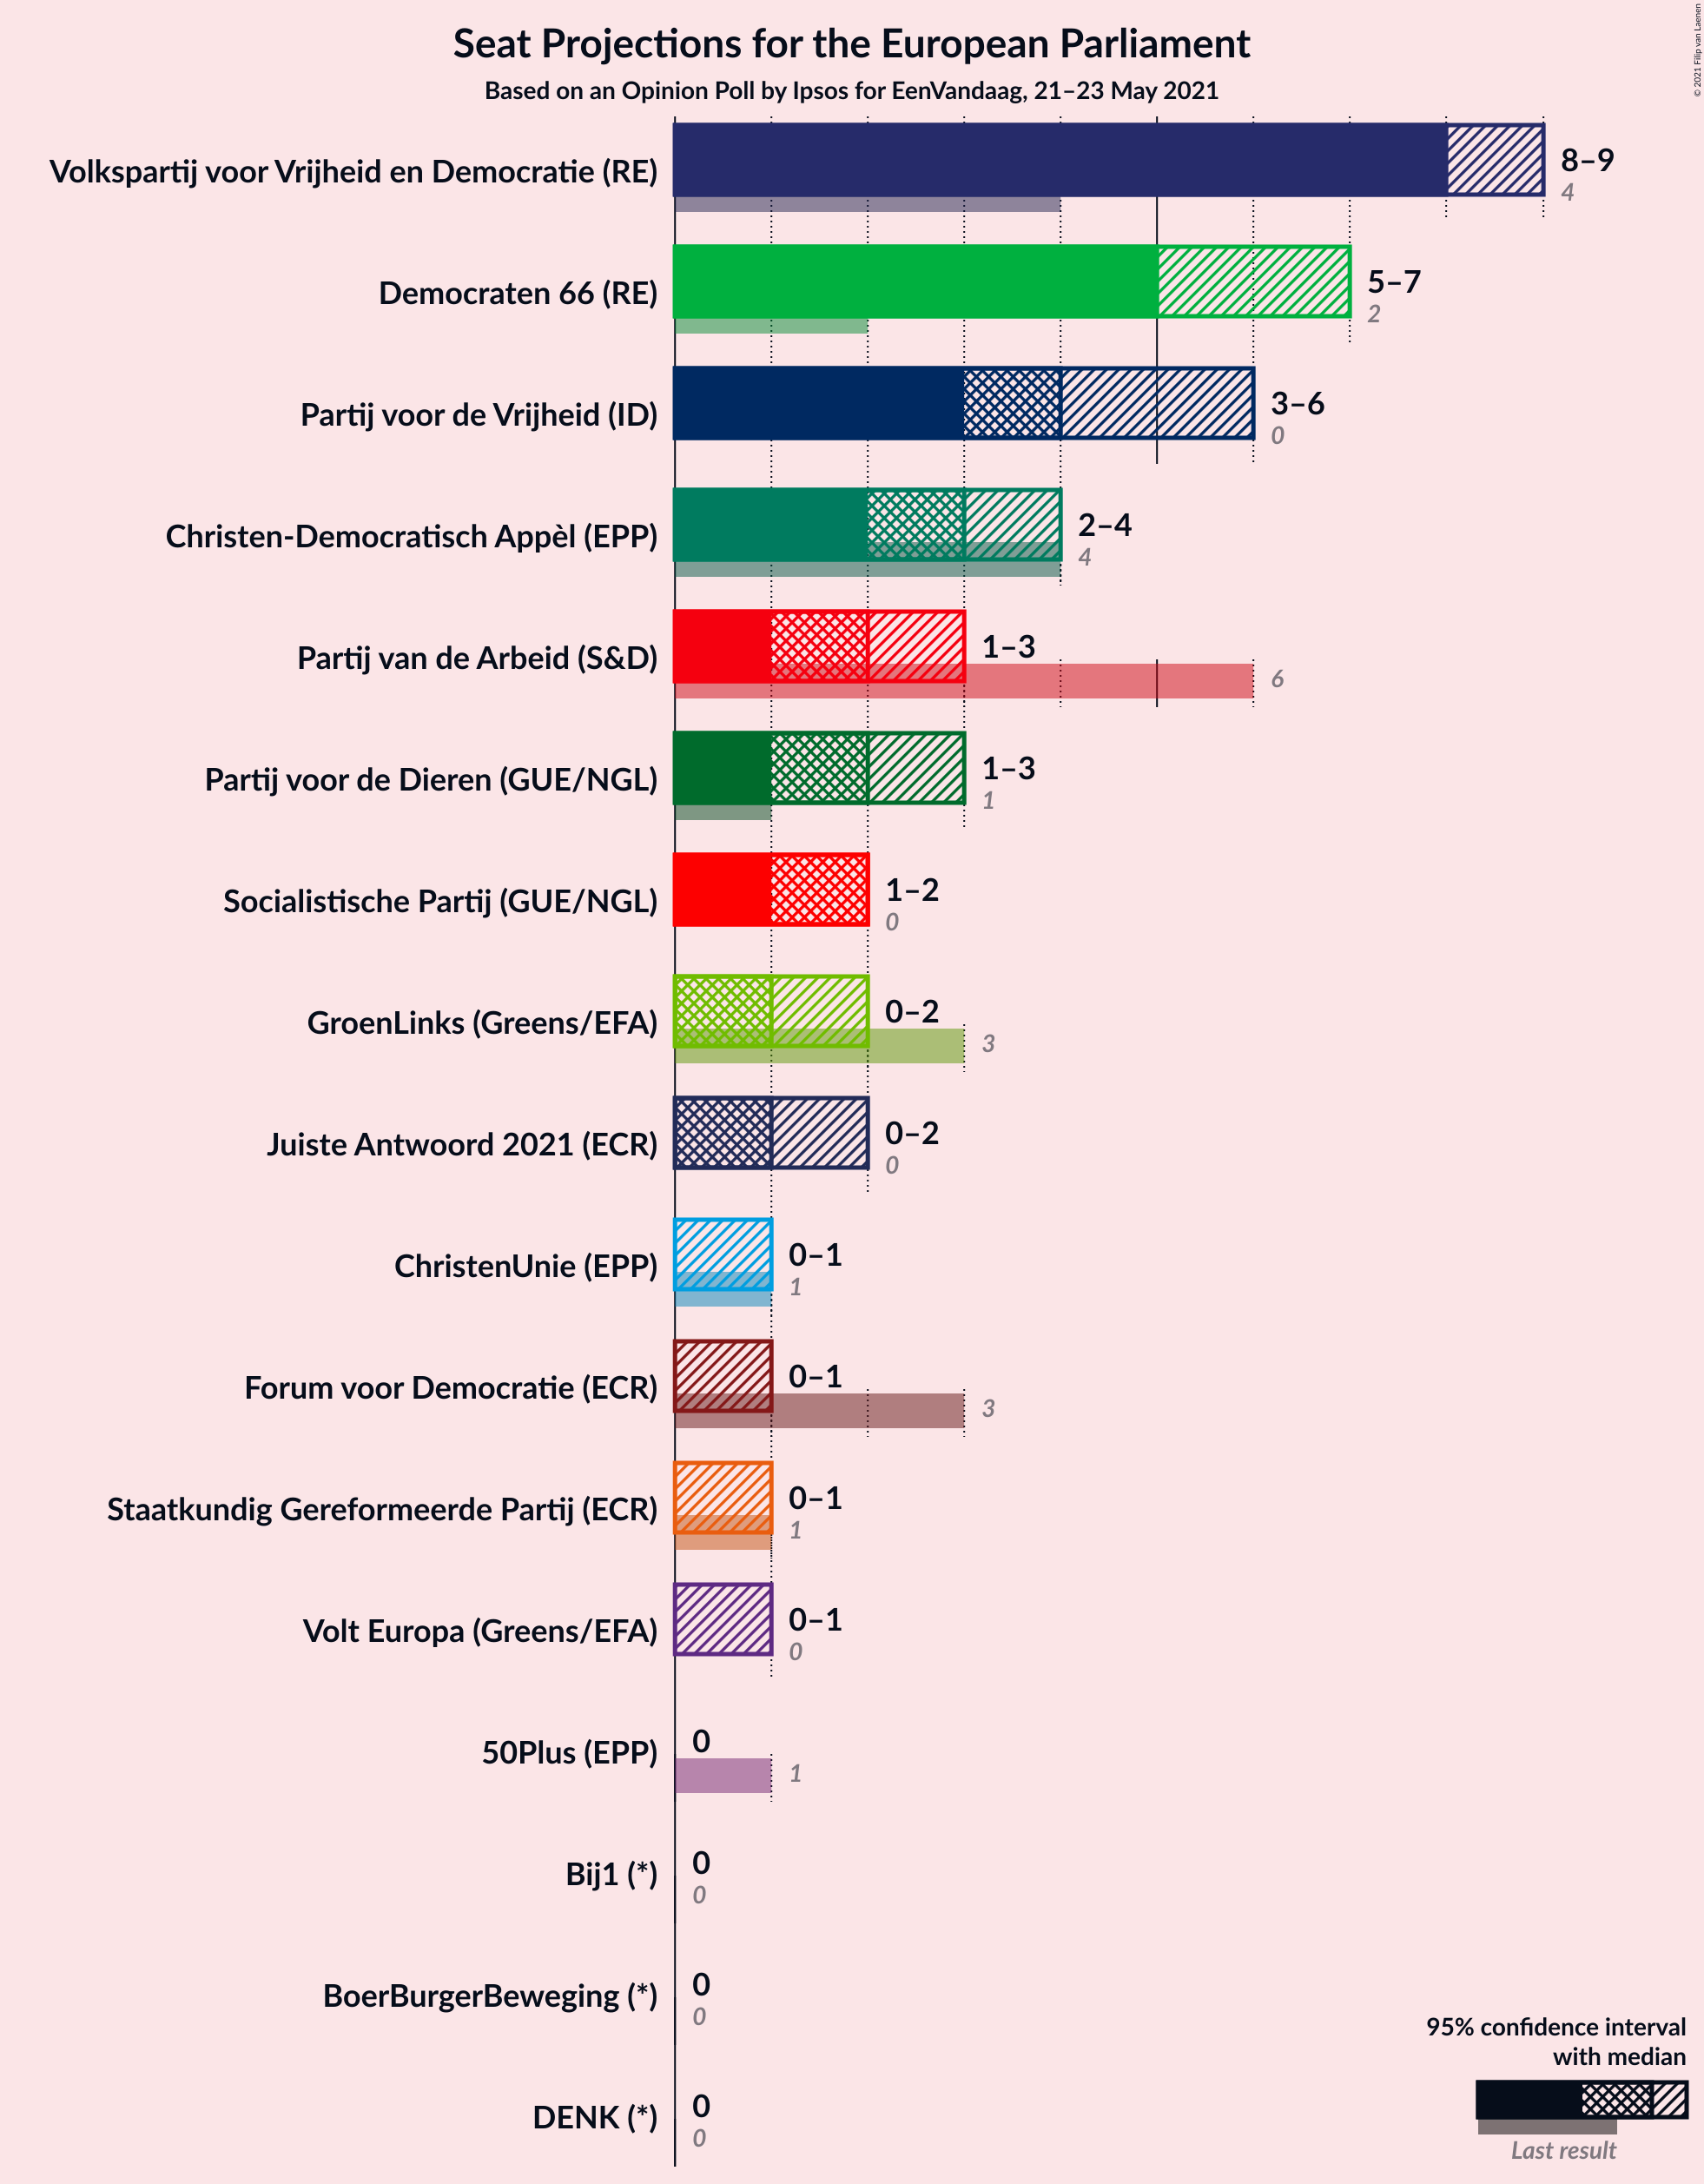 Seat Projections for the European Parliament
Based on an Opinion Poll by Ipsos for EenVandaag, 21–23 May 2021
© 2021 Filip van Laenen
Volkspartij voor Vrijheid en Democratie (RE)
8–9
4
Democraten 66 (RE)
5–7
2
Partij voor de Vrijheid (ID)
3–6
0
Christen-Democratisch Appèl (EPP)
2–4
4
Partij van de Arbeid (S&D)
1–3
6
Partij voor de Dieren (GUE/NGL)
1–3
1
Socialistische Partij (GUE/NGL)
1–2
0
GroenLinks (Greens/EFA)
0–2
3
Juiste Antwoord 2021 (ECR)
0–2
0
ChristenUnie (EPP)
0–1
1
Forum voor Democratie (ECR)
0–1
3
Staatkundig Gereformeerde Partij (ECR)
0–1
1
Volt Europa (Greens/EFA)
0–1
0
50Plus (EPP)
0
1
Bij1 (*)
0
0
BoerBurgerBeweging (*)
0
0
DENK (*)
0
0
95% confidence interval
with median
Last result